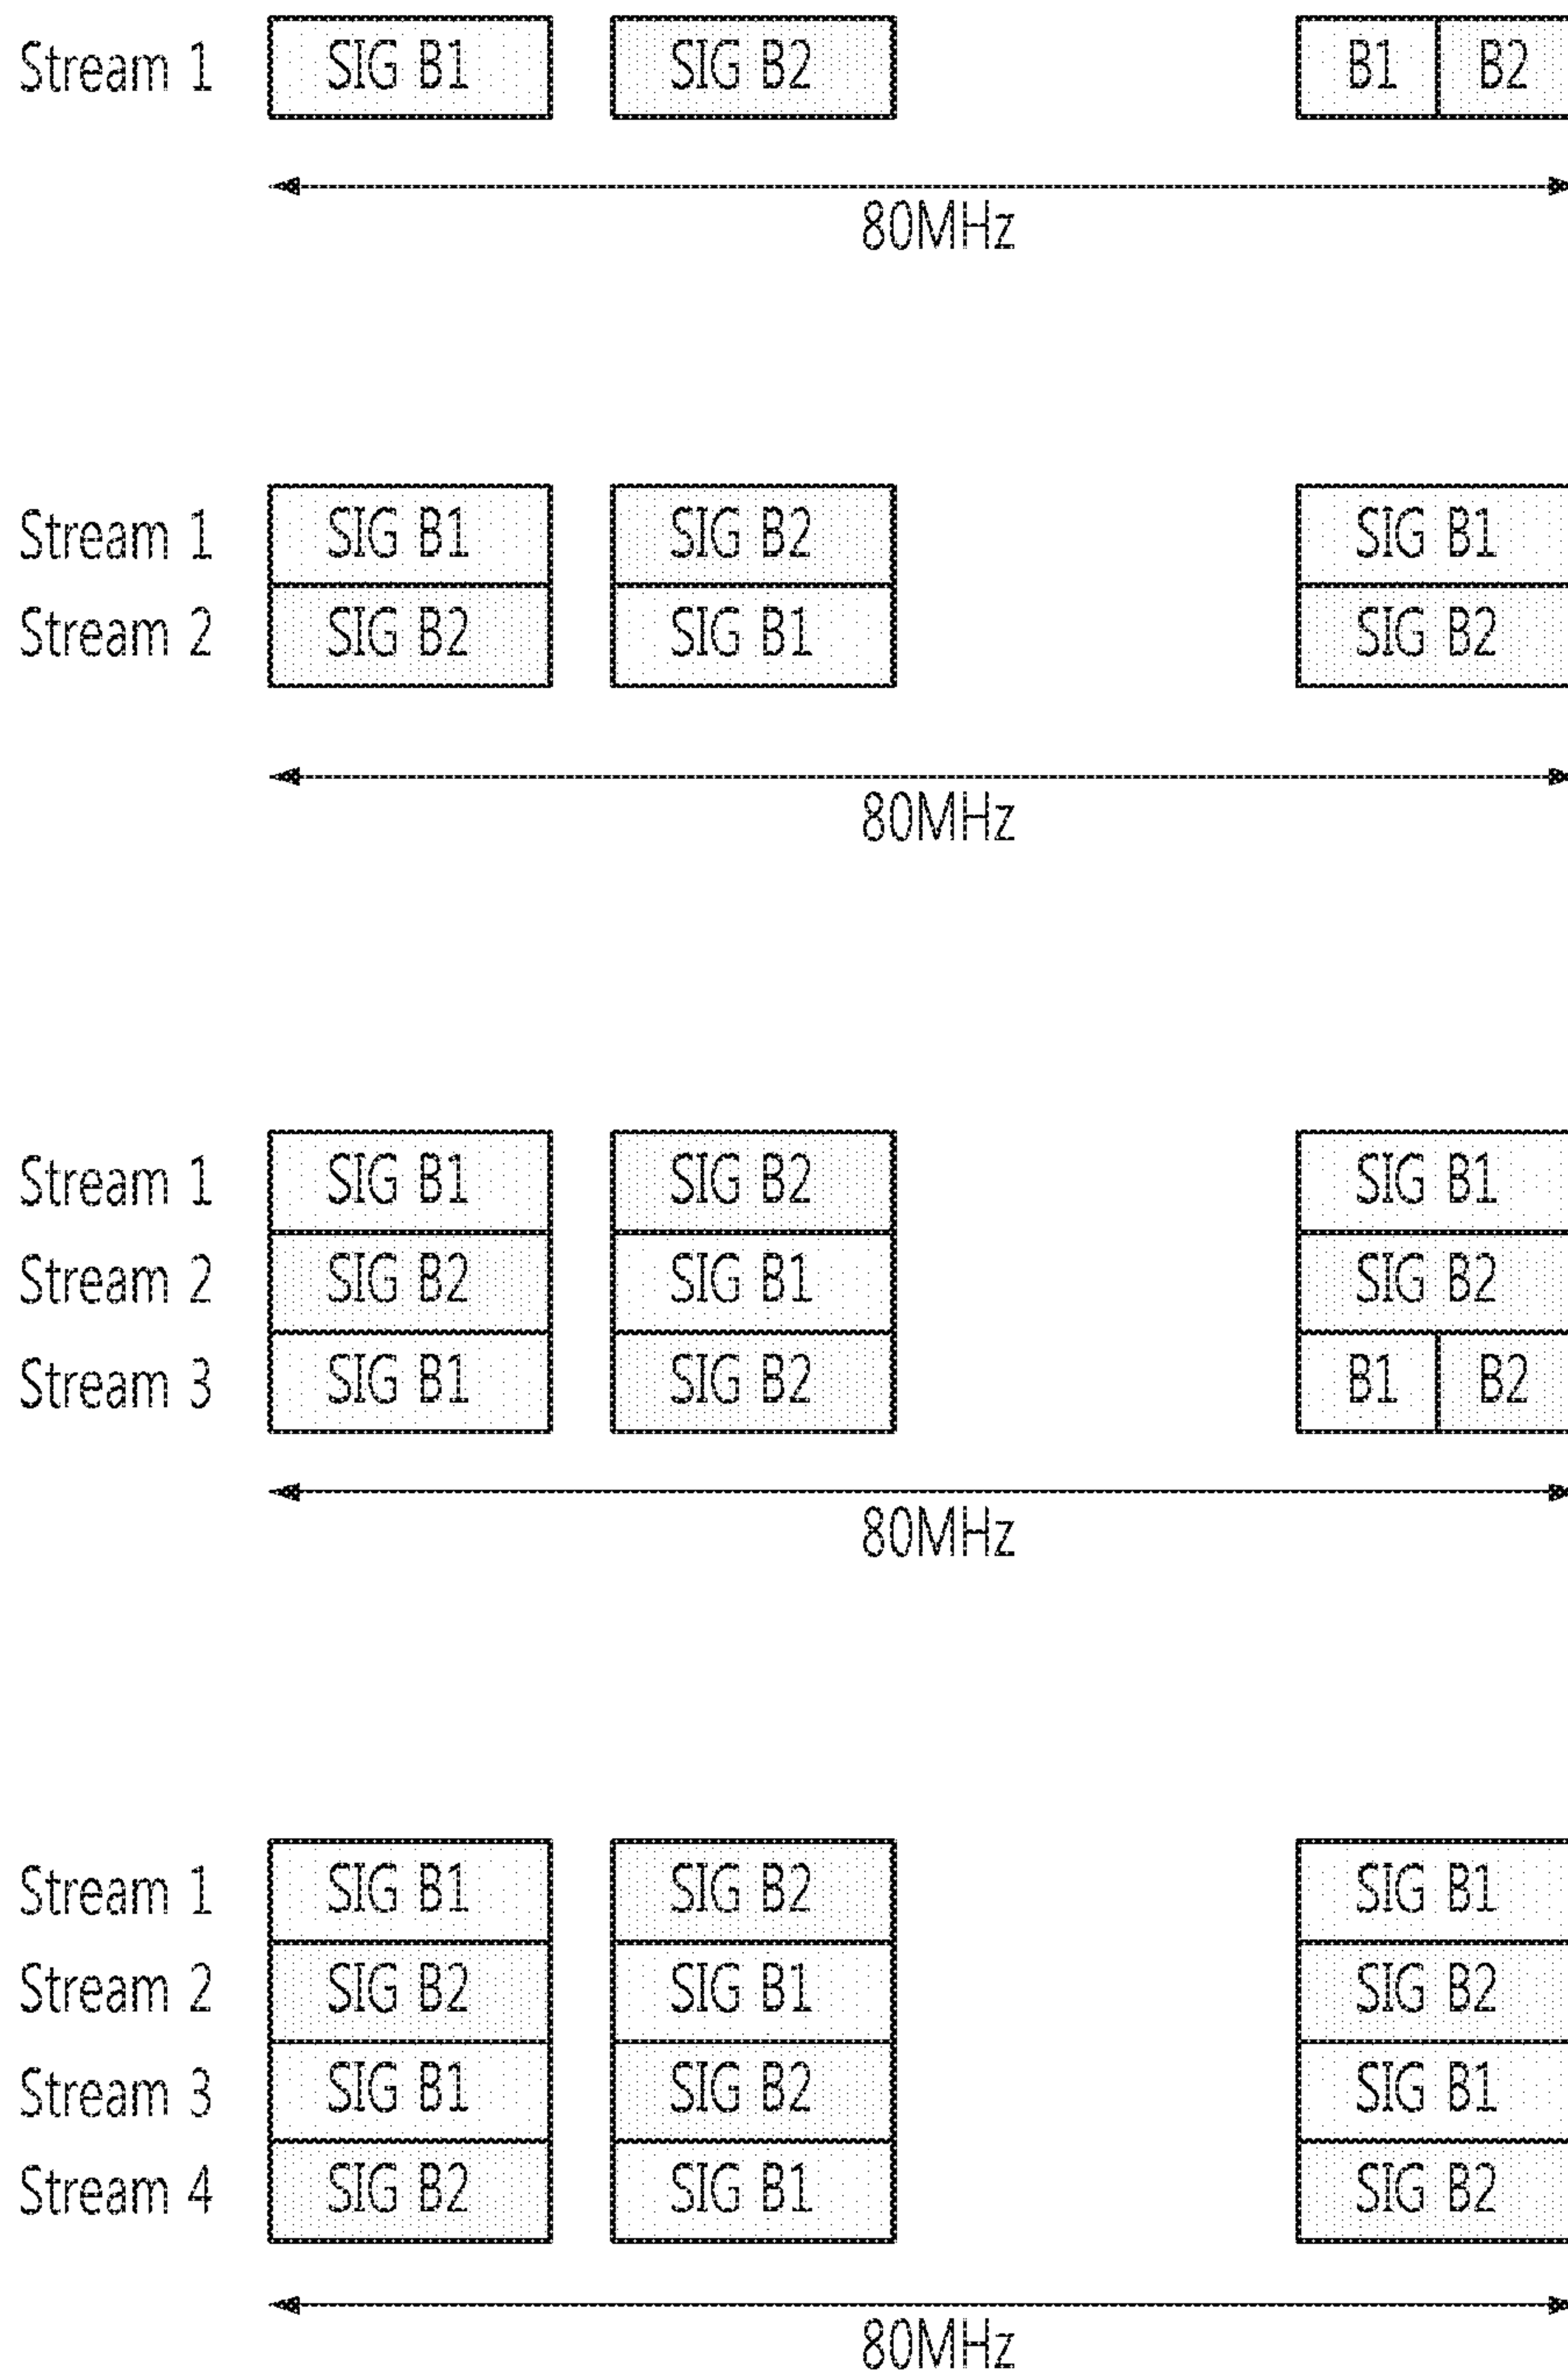 Stream 1 SIG B1 SIG B2 B1 B2
80MHz
Stream 1 SIG B1 SIG B2 SIG B1
Stream 2 SIG B2 SIG B1 SIG B2
80MHz
Stream 1 SIG B1 SIG B2 SIG B1
Stream 2 SIG B2 SIG B1 SIG B2
Stream 3 SIG B1 SIG B2 B1 B2
80MHz
Stream 1 SIG B1 SIG B2 SIG B1
Stream 2 SIG B2 SIG B1 SIG B2
Stream 3 SIG B1 SIG B2 SIG B1
Stream 4 SIG B2 SIG B1 SIG B2
80MHz